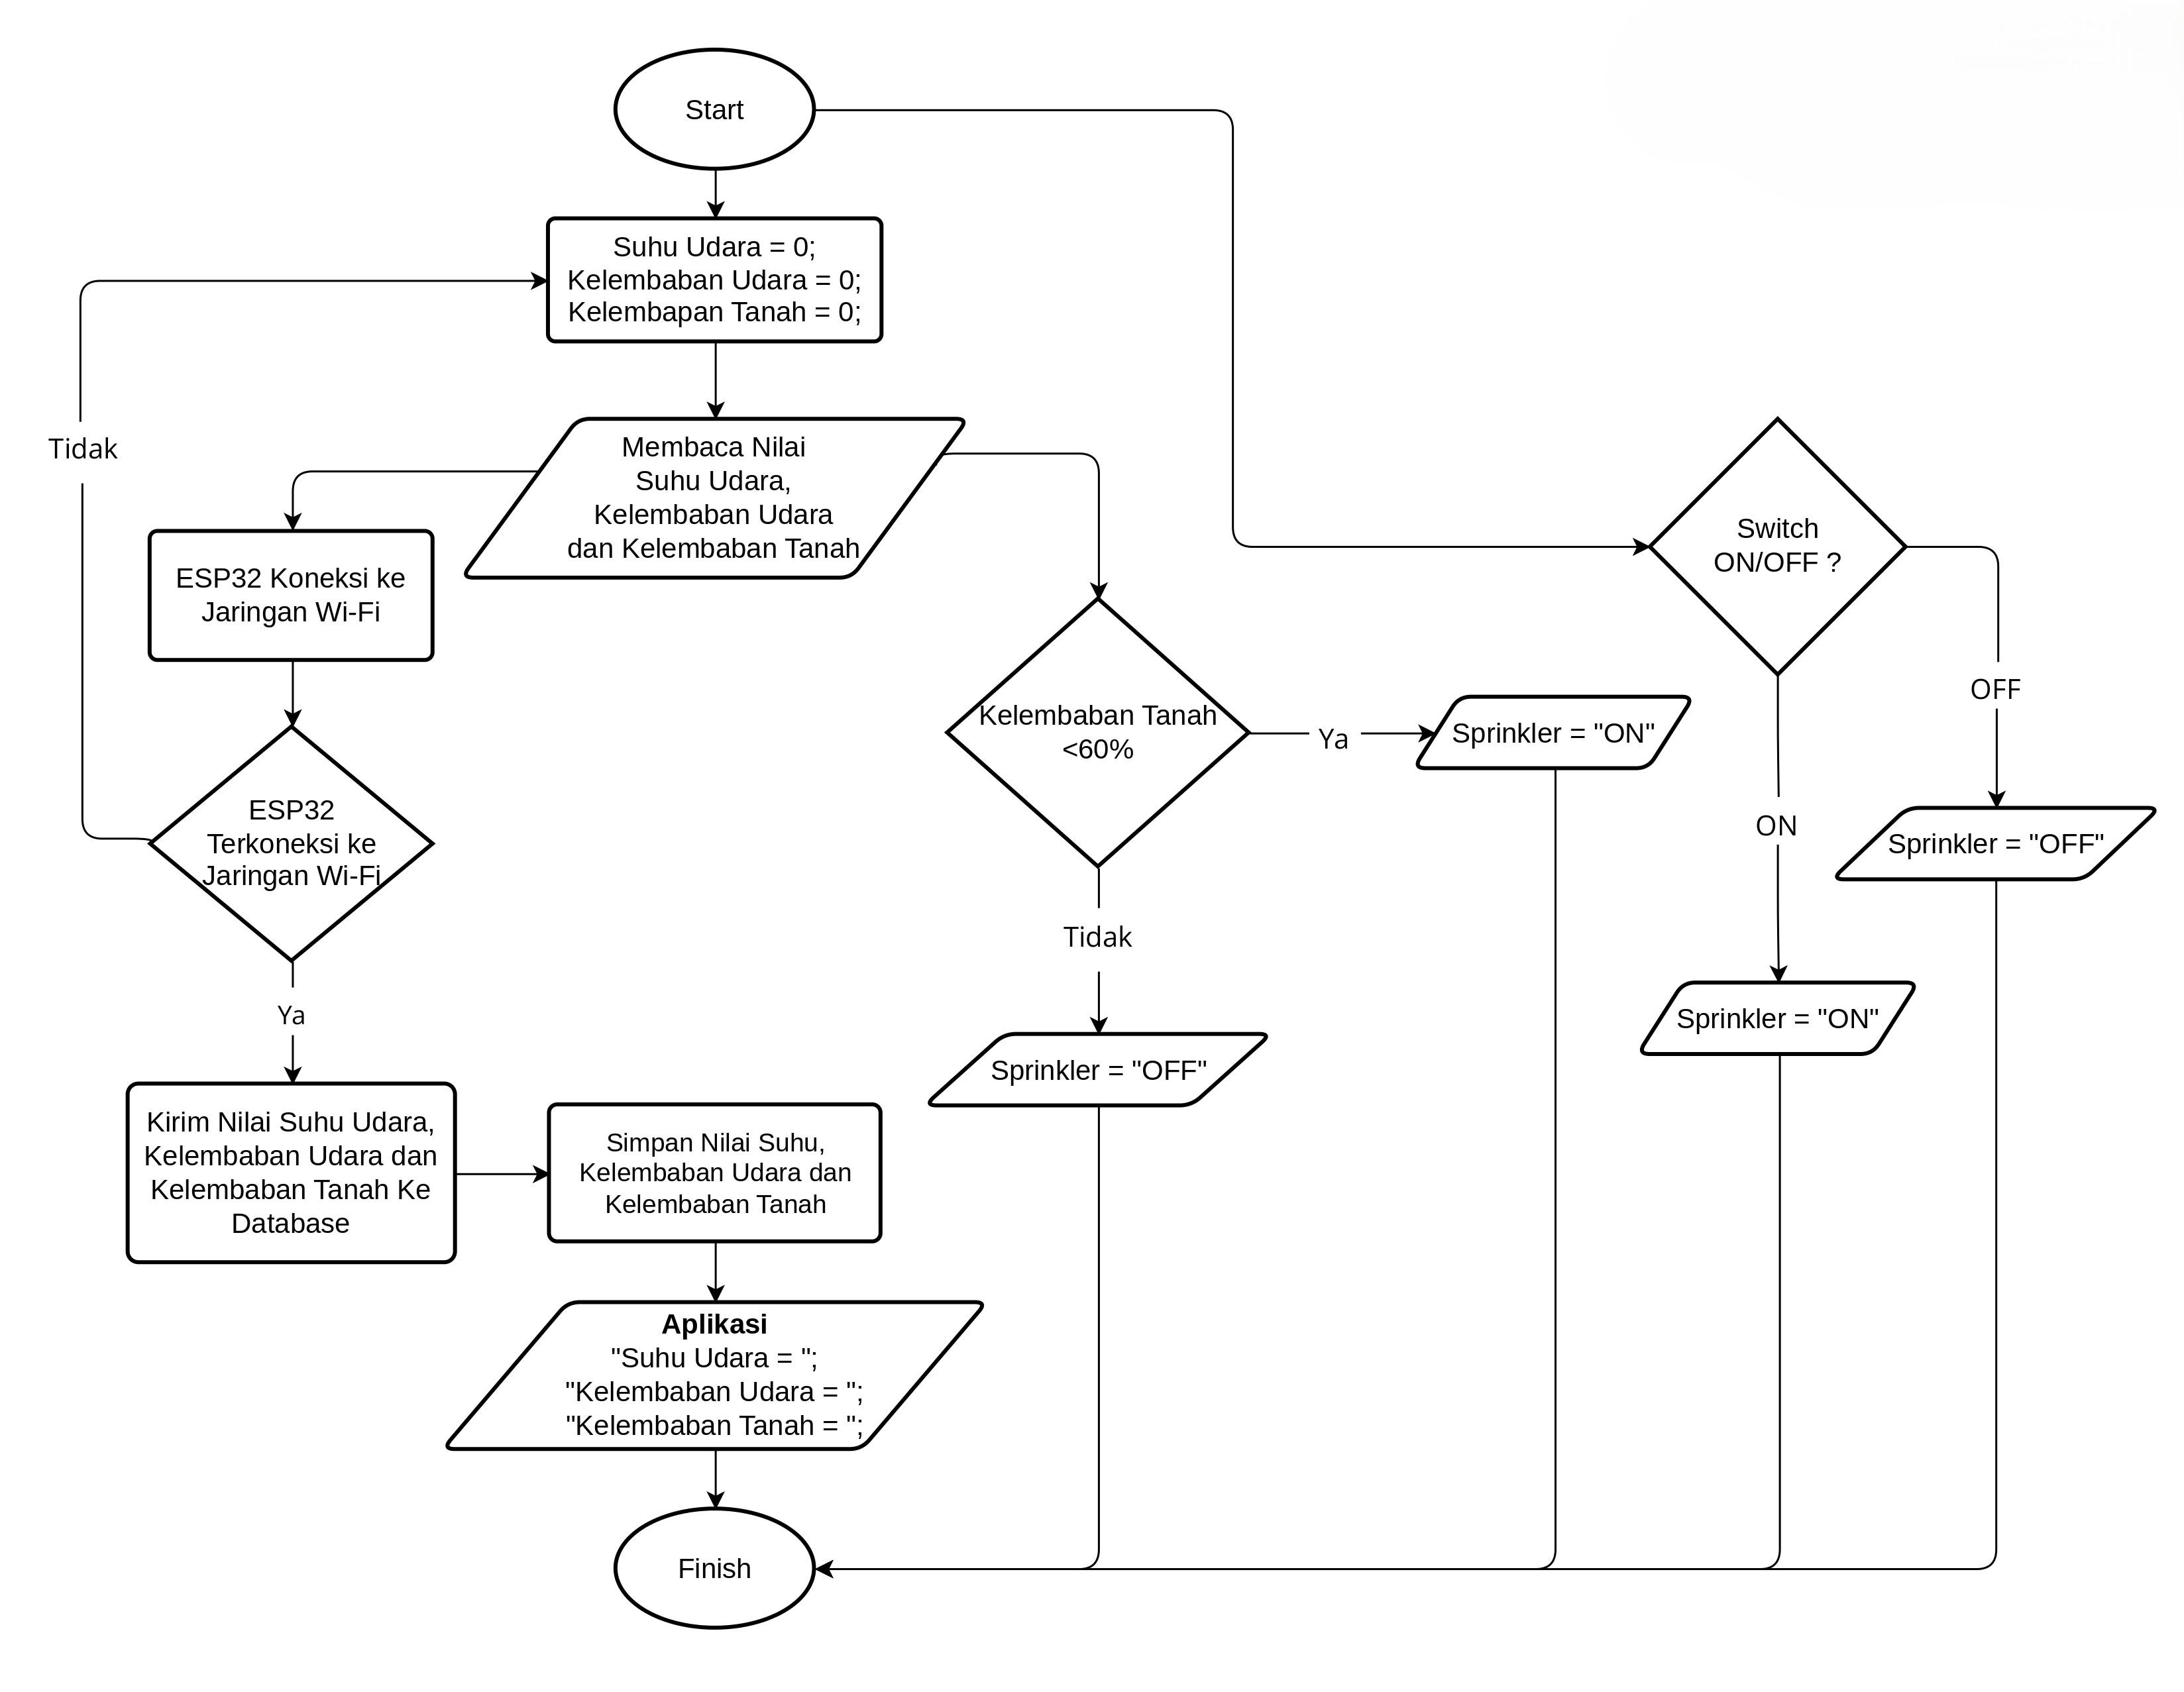 Start
Suhu Udara = 0;
Kelembaban Udara = 0;
Kelembapan Tanah = 0;
Tidak
Membaca Nilai
Suhu Udara,
Kelembaban Udara
dan Kelembaban Tanah
Switch
ON/OFF ?
ESP32 Koneksi ke
Jaringan Wi-Fi
OFF
Kelembaban Tanah
<60%
Ya
Sprinkler = "ON"
ESP32
Terkoneksi ke
Jaringan Wi-Fi
ON
Sprinkler = "OFF"
Tidak
Ya
Sprinkler = "ON"
Sprinkler = "OFF"
Kirim Nilai Suhu Udara,
Kelembaban Udara dan
Kelembaban Tanah Ke
Database
Simpan Nilai Suhu,
Kelembaban Udara dan
Kelembaban Tanah
Aplikasi
"Suhu Udara = ";
"Kelembaban Udara = ";
"Kelembaban Tanah = ";
Finish